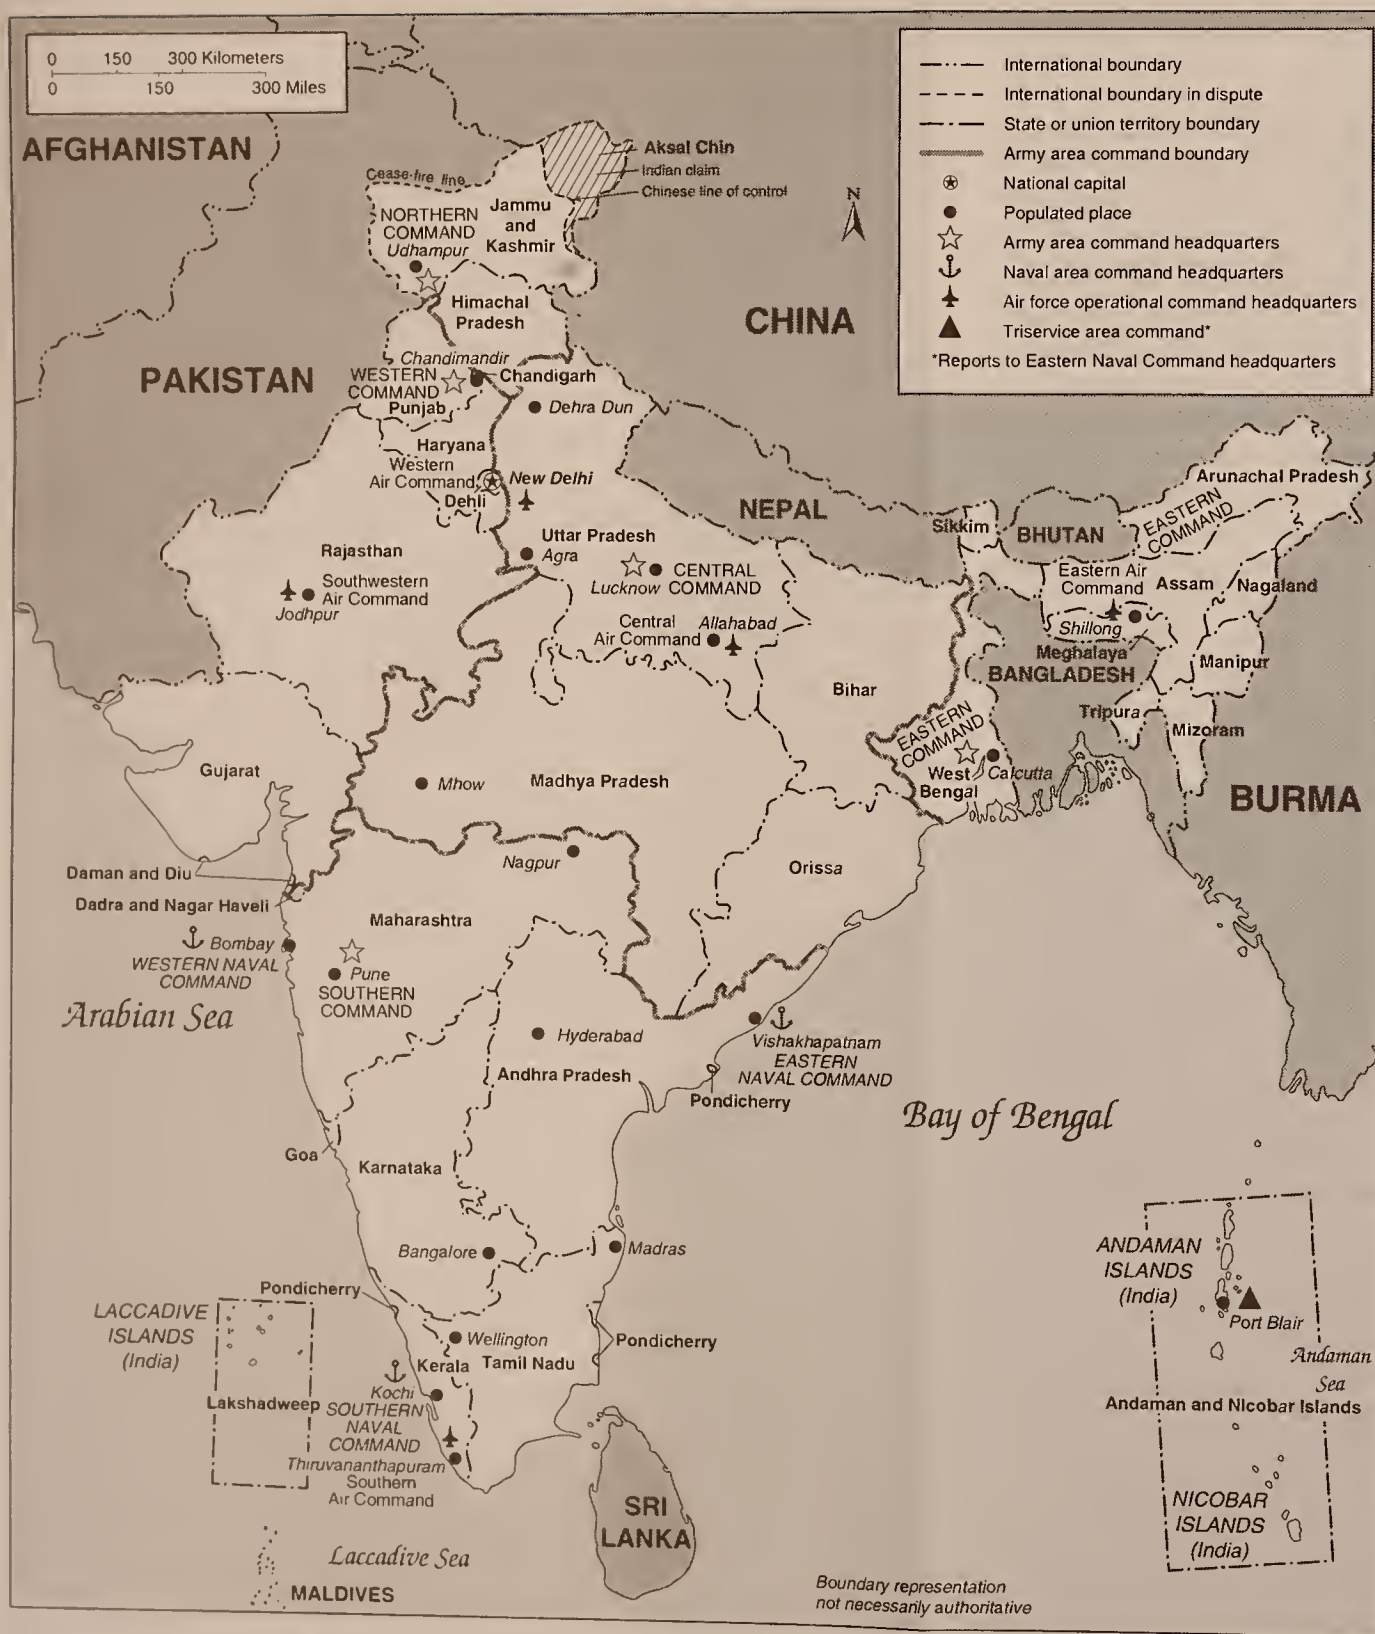 0 150 300 Kilometers
0 150 300 Miles
International boundary
International boundary in dispute
State or union territory boundary
Army area command boundary
National capital
Populated place
Army area command headquarters
Naval area command headquarters
Air force operational command headquarters
Triservice area command*
*Reports to Eastern Naval Command headquarters
AFGHANISTAN
Aksal Chin
Indian claim
Chinese line of control
Cease-fire line
N
NORTHERN
COMMAND
Udhampur
Jammu
and
Kashmir
Himachal
Pradesh
CHINA
PAKISTAN
Chandimandir
WESTERN
COMMAND
Chandigarh
Punjab
Dehra Dun
Haryana
Western
Air Command
New Delhi
Dehli
NEPAL
Sikkim
BHUTAN
Arunachal Pradesh
EASTERN
COMMAND
Uttar Pradesh
Agra
Rajasthan
Lucknow
CENTRAL
COMMAND
Southwestern
Air Command
Jodhpur
Eastern Air
Command
Assam
Nagaland
Shillong
Central
Air Command
Allahabad
Meghalaya
Manipur
BANGLADESH
Bihar
Tripura
Mizoram
EASTERN
COMMAND
West
Bengal
Calcutta
Gujarat
Mhow
Madhya Pradesh
BURMA
Nagpur
Orissa
Daman and Diu
Dadra and Nagar Haveli
Maharashtra
Bombay
WESTERN NAVAL
COMMAND
Pune
SOUTHERN
COMMAND
Arabian Sea
Hyderabad
Vishakhapatnam
EASTERN
NAVAL COMMAND
Andhra Pradesh
Pondicherry
Bay of Bengal
Goa
Karnataka
Bangalore
Madras
ANDAMAN
ISLANDS
(India)
Port Blair
Pondicherry
LACCADIVE
ISLANDS
(India)
Wellington
Pondicherry
Kerala
Tamil Nadu
Andaman
Sea
Kochi
SOUTHERN
NAVAL
COMMAND
Lakshadweep
Andaman and Nicobar Islands
Thiruvananthapuram
Southern
Air Command
NICOBAR
ISLANDS
(India)
SRI
LANKA
Laccadive Sea
MALDIVES
Boundary representation
not necessarily authoritative